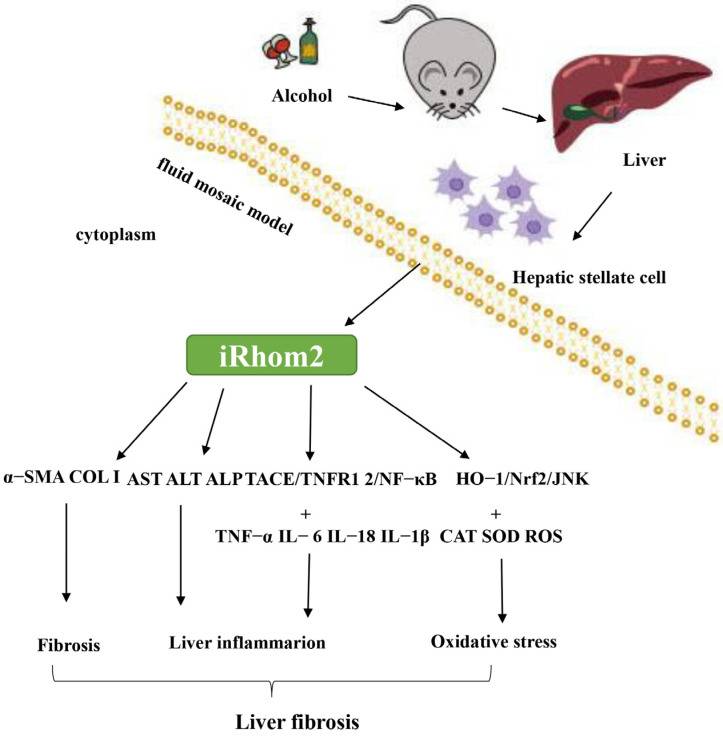 Alcohol
Liver
fluid mosaic model
cytoplasm
Hepatic stellate cell
iRhom2
α−SMA COL I AST ALT ALP TACE/TNFR1 2/NF−κB HO−1/Nrf2/JNK
+ +
TNF−α IL− 6 IL−18 IL−1β CAT SOD ROS
Fibrosis Liver inflammarion Oxidative stress
Liver fibrosis